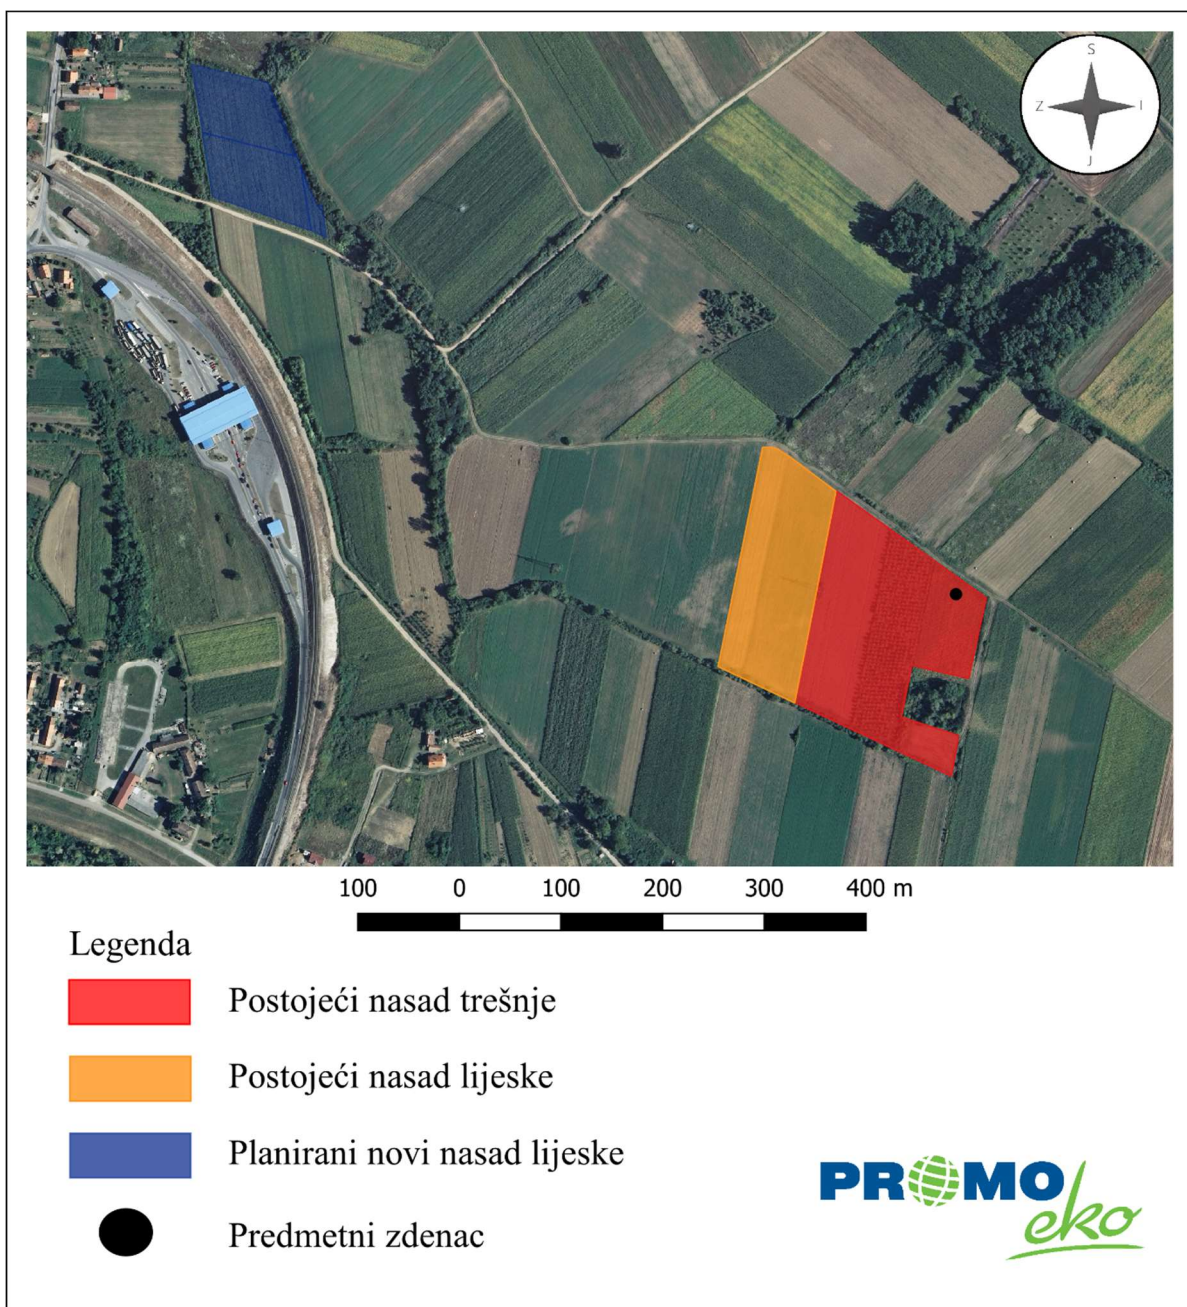 S
Z I
J
100 0 100 200 300 400 m
Legenda
Postojeći nasad trešnje
Postojeći nasad lijeske
Planirani novi nasad lijeske
Predmetni zdenac
PROMO
eko